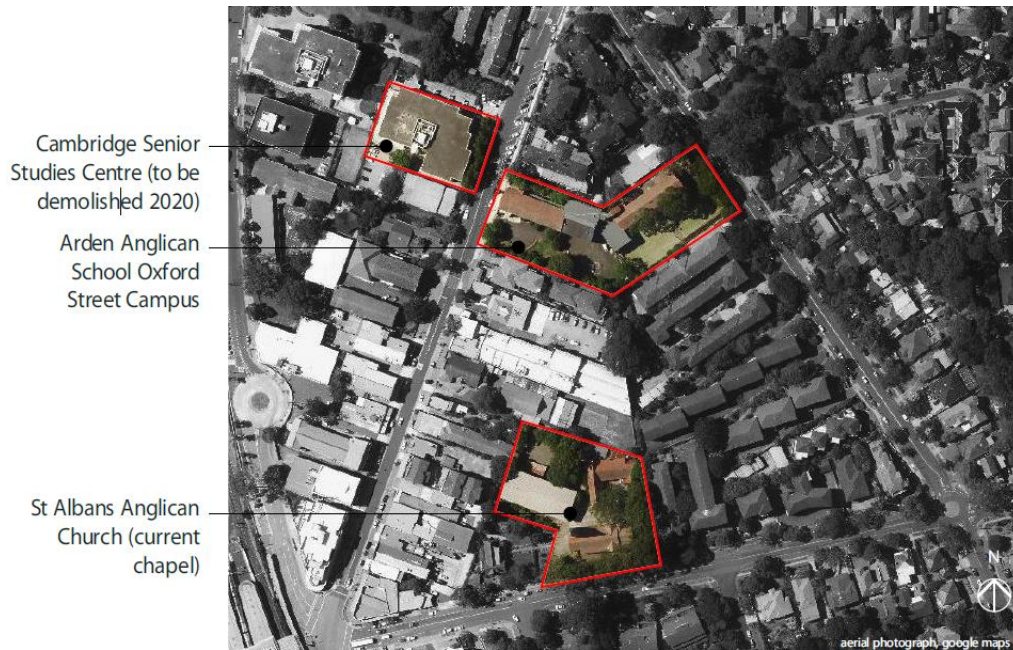 Cambridge Senior
Studies Centre (to be
demolished 2020)
Arden Anglican
School Oxford
Street Campus
St Albans Anglican
Church (current
chapel)
N
aerial photograph, google maps